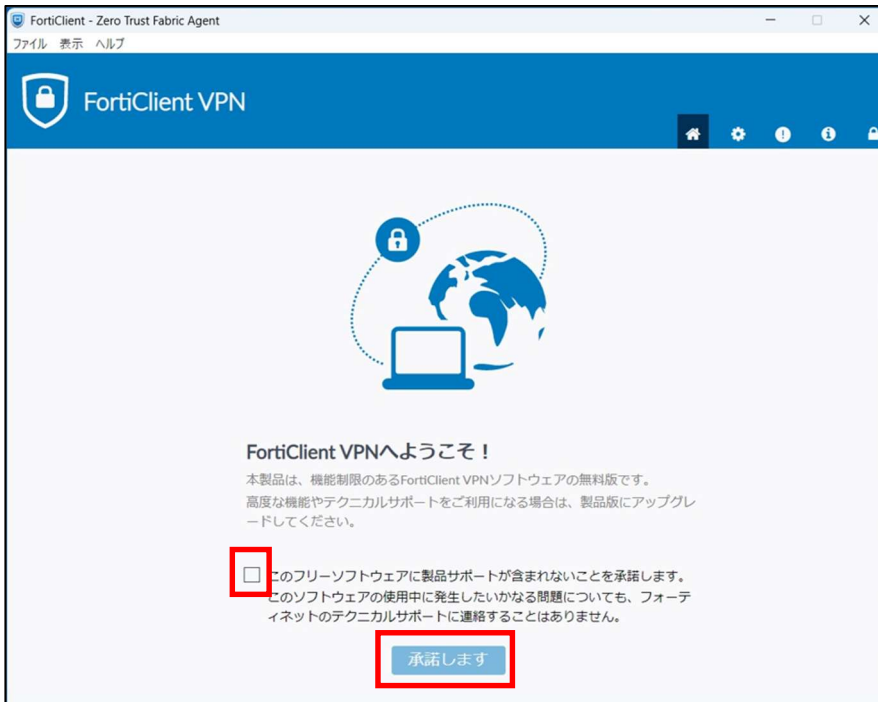 FortiClient - Zero Trust Fabric Agent
ファイル 表示 ヘルプ
FortiClient VPN
FortiClient VPNへようこそ！
本製品は、機能制限のあるFortiClient VPNソフトウェアの無料版です。
高度な機能やテクニカルサポートをご利用になる場合は、製品版にアップグレ
ードしてください。
このフリーソフトウェアに製品サポートが含まれないことを承諾します。
このソフトウェアの使用中に発生したいかなる問題についても、フォーテ
ィネットのテクニカルサポートに連絡することはありません。
承諾します